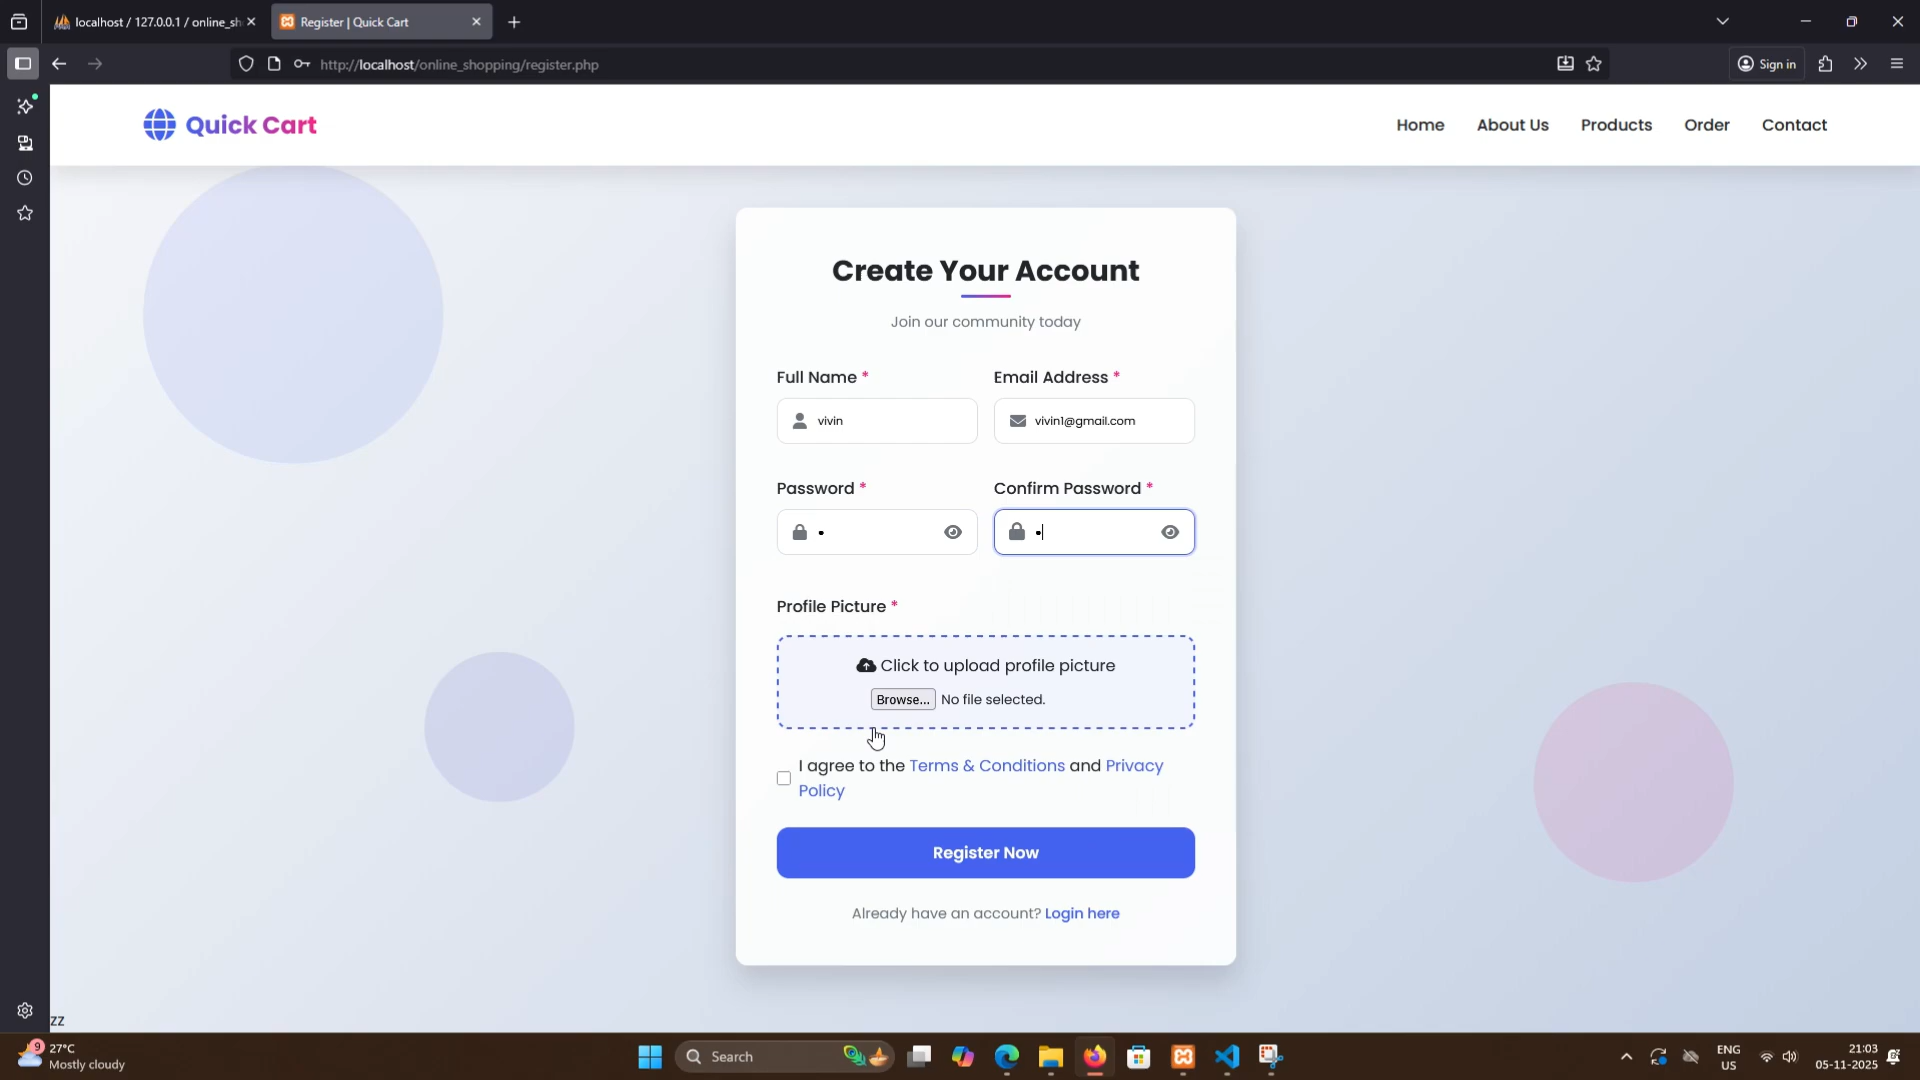 localhost / 127.0.0.1 / online_sh
Register | Quick Cart
http://localhost/online_shopping/register.php
Sign in
Quick Cart
Home
About Us
Products
Order
Contact
Create Your Account
Join our community today
Full Name *
Email Address *
vivin
vivin1@gmail.com
Password *
Confirm Password *
Profile Picture *
Click to upload profile picture
Browse... No file selected.
I agree to the Terms & Conditions and Privacy
Policy
Register Now
Already have an account? Login here
zz
9
27°C
Mostly cloudy
Search
ENG
US
21:03
05-11-2025